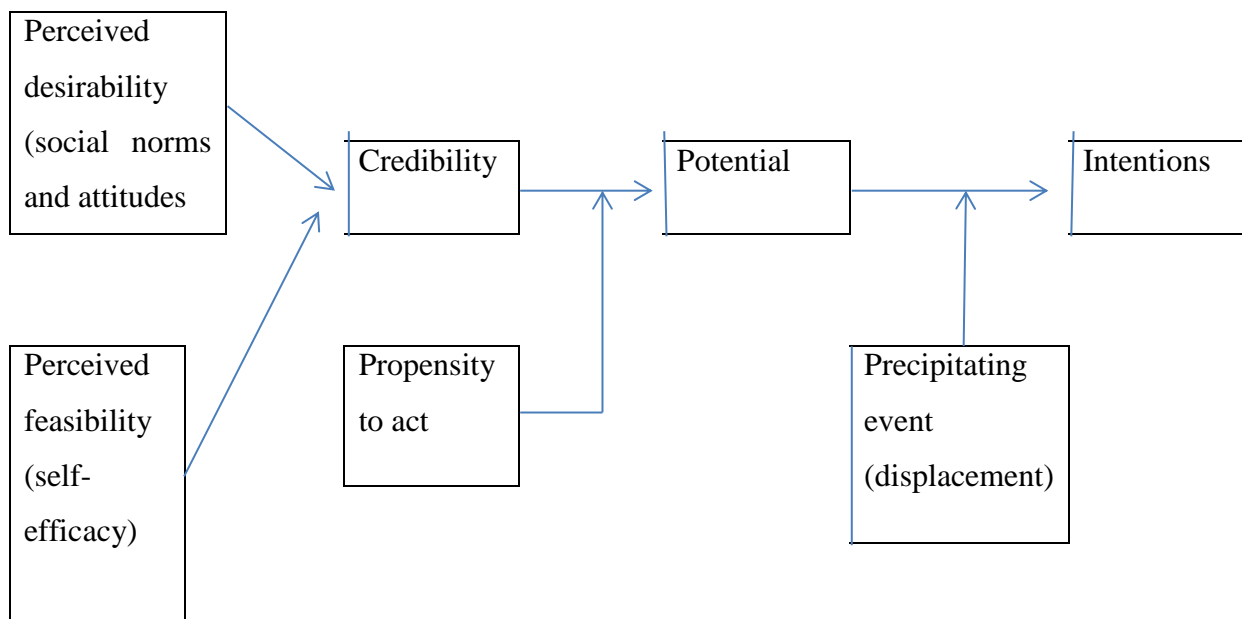 Perceived
desirability
(social norms
and attitudes
Credibility
Potential
Intentions
Perceived
feasibility
(self-
efficacy)
Propensity
to act
Precipitating
event
(displacement)